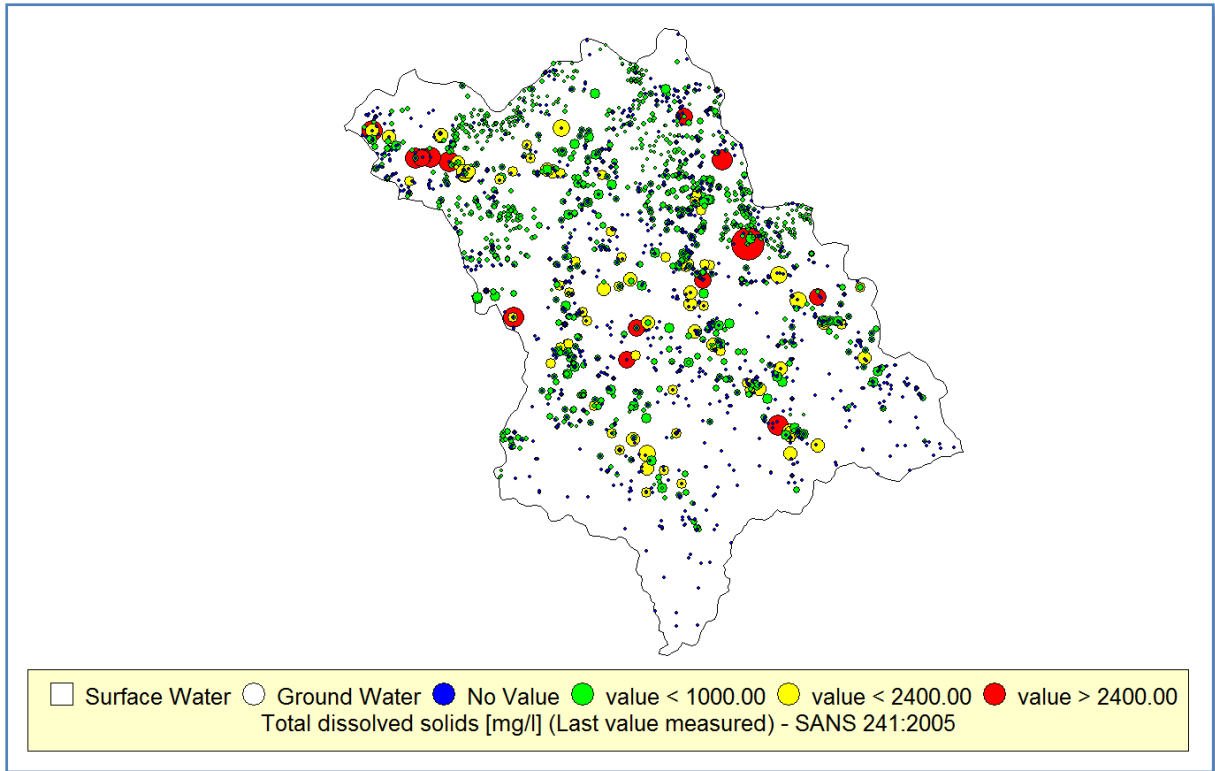 Surface Water Ground Water No Value value < 1000.00 value < 2400.00 value > 2400.00
Total dissolved solids [mg/l] (Last value measured) - SANS 241:2005